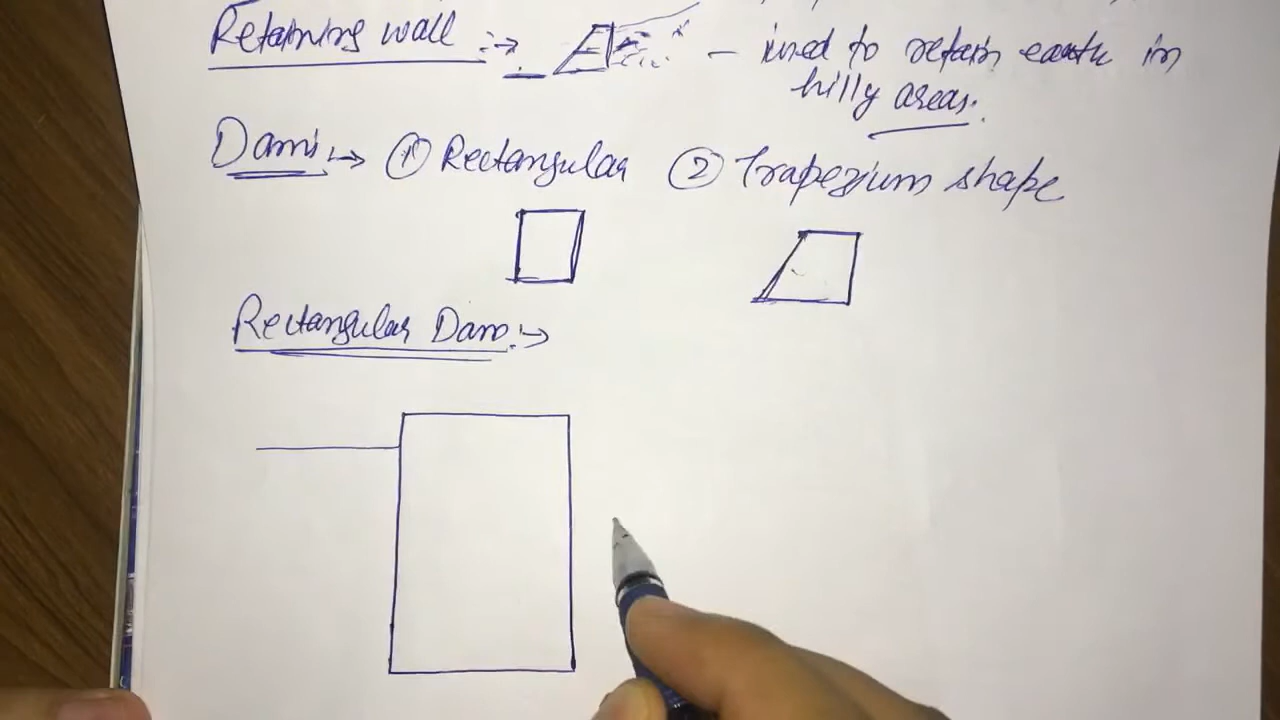 Retaining wall :→ – used to retain earth in
hilly areas.
Dams → ① Rectangular ② Trapezium shape
Rectangular Dam :→